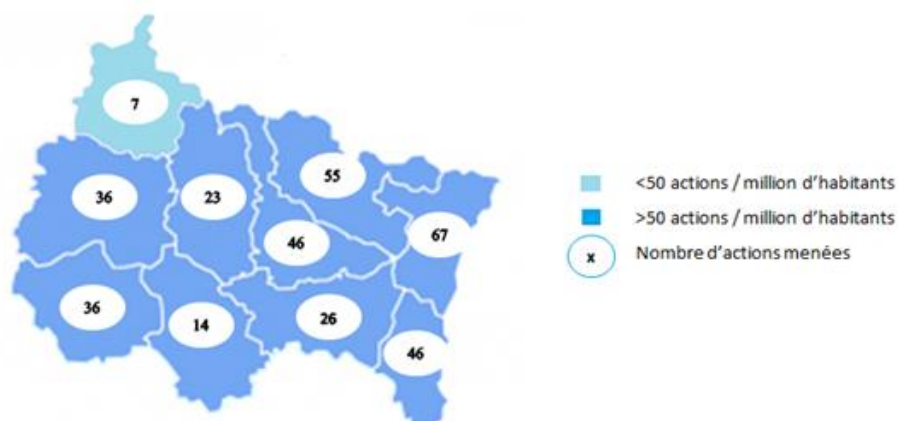 7
55
36
23
46
67
36
14
26
46
<50 actions / million d'habitants
>50 actions / million d'habitants
x
Nombre d'actions menées